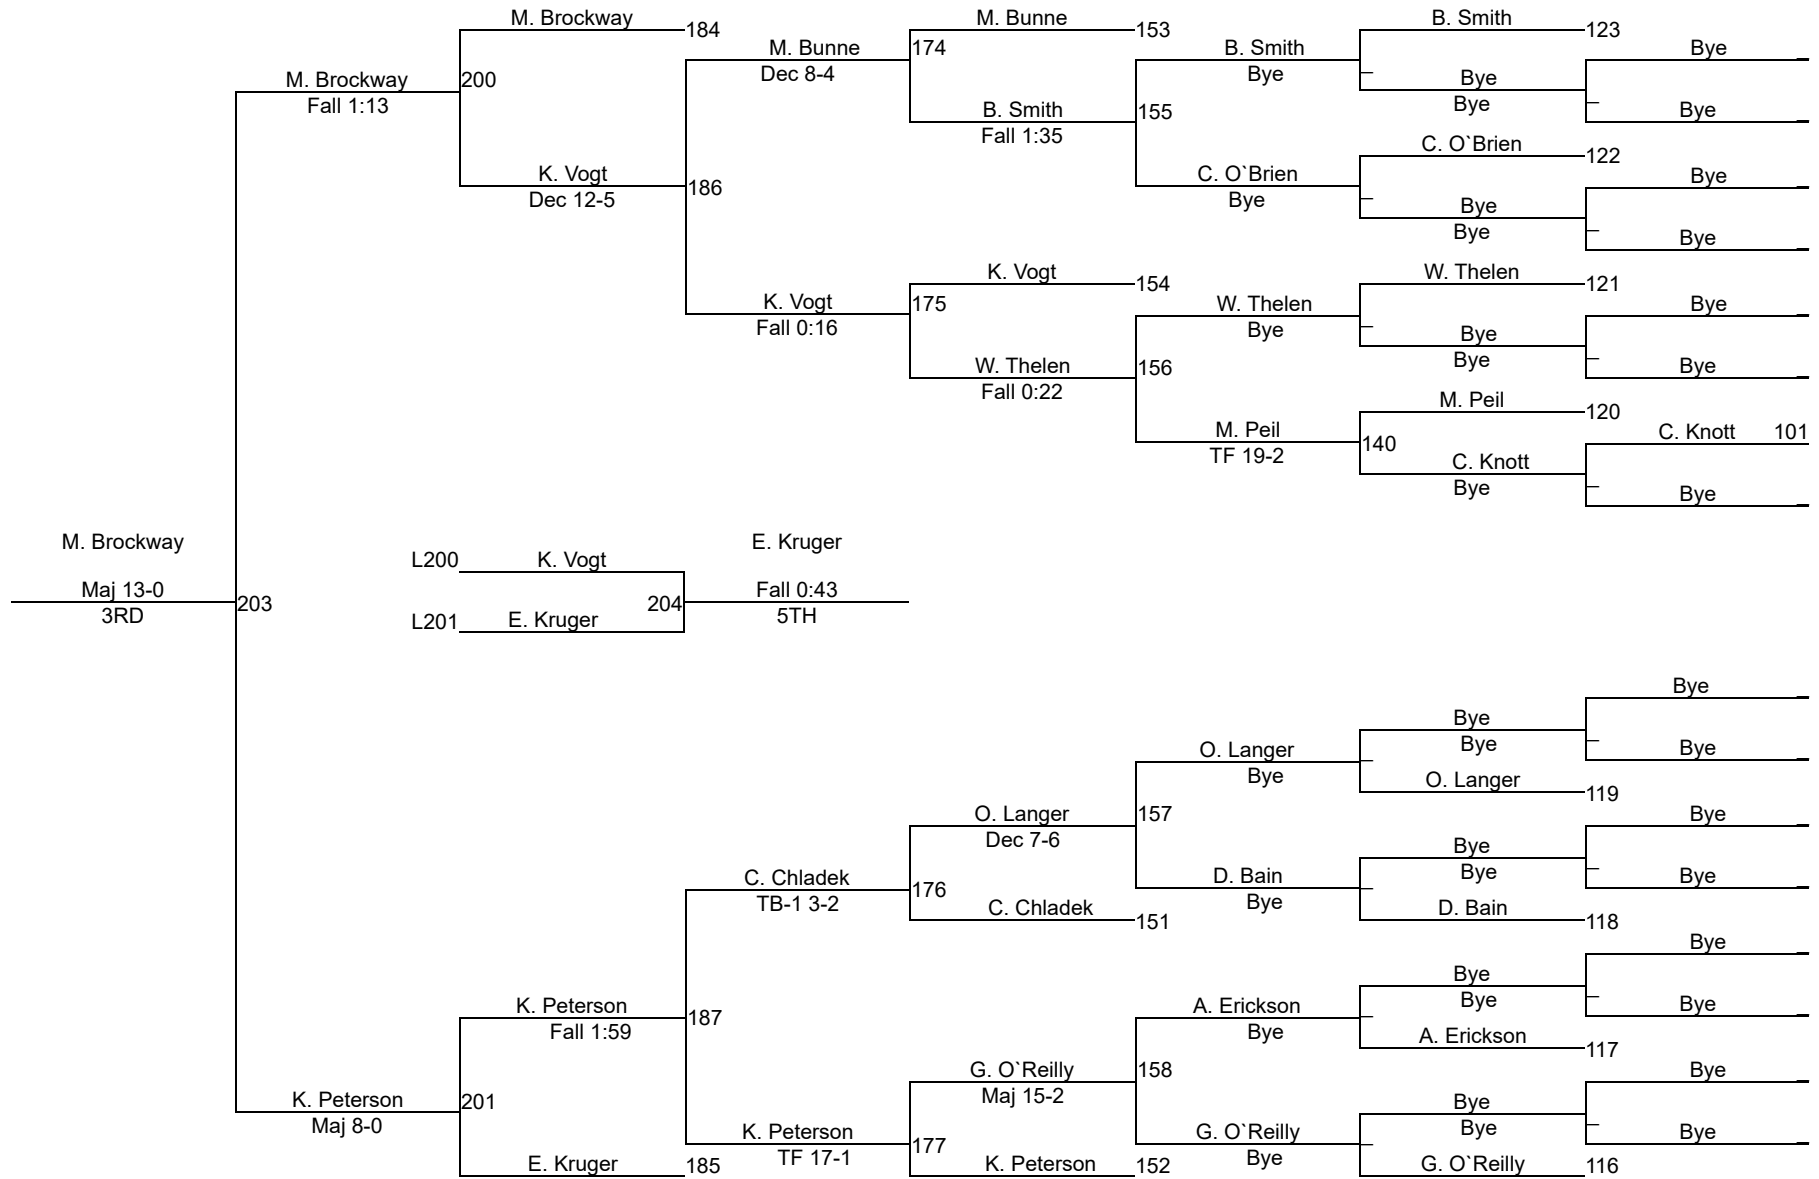 M. Brockway
184
M. Brockway
Fall 1:13
200
K. Vogt
Dec 12-5
186
M. Bunne
Dec 8-4
174
M. Bunne
153
B. Smith
Fall 1:35
155
B. Smith
Bye
B. Smith
123
Bye
Bye
Bye
Bye
C. O`Brien
Bye
C. O`Brien
122
Bye
Bye
Bye
Bye
K. Vogt
Fall 0:16
175
K. Vogt
154
W. Thelen
Fall 0:22
156
W. Thelen
Bye
W. Thelen
121
Bye
Bye
Bye
Bye
M. Peil
TF 19-2
140
M. Peil
120
C. Knott
Bye
C. Knott 101
Bye
M. Brockway
Maj 13-0
3RD
203
L200
K. Vogt
L201
E. Kruger
204
E. Kruger
Fall 0:43
5TH
K. Peterson
Maj 8-0
201
K. Peterson
Fall 1:59
187
E. Kruger
185
C. Chladek
TB-1 3-2
176
O. Langer
Dec 7-6
157
C. Chladek
151
O. Langer
Bye
Bye
Bye
Bye
Bye
O. Langer
119
D. Bain
Bye
Bye
Bye
Bye
Bye
D. Bain
118
K. Peterson
TF 17-1
177
G. O`Reilly
Maj 15-2
158
K. Peterson
152
A. Erickson
Bye
Bye
Bye
Bye
Bye
A. Erickson
117
G. O`Reilly
Bye
Bye
Bye
Bye
Bye
G. O`Reilly
116